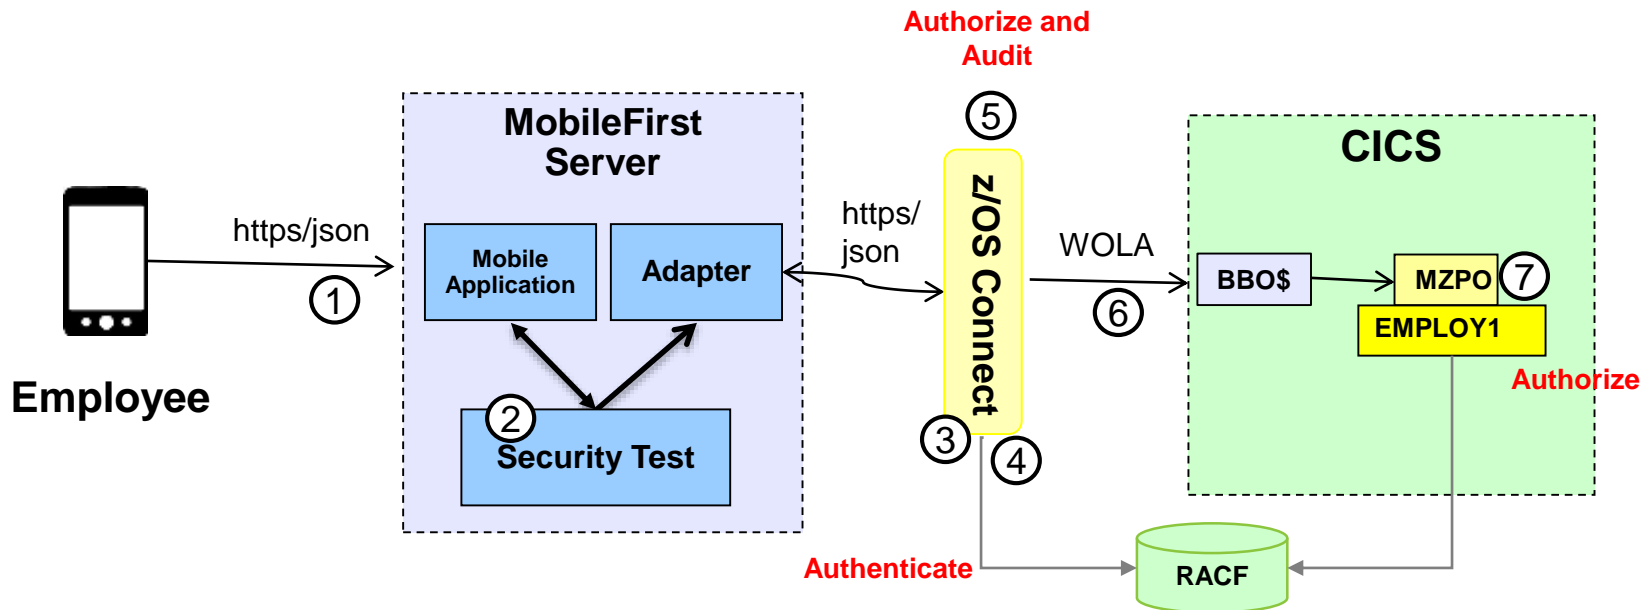 Authorize and
Audit
5
MobileFirst
Server
CICS
https/json
1
Mobile
Application
Adapter
https/
json
z/OS Connect
WOLA
6
BBO$
MZPO
7
EMPLOY1
Authorize
Employee
2
Security Test
3
4
Authenticate
RACF